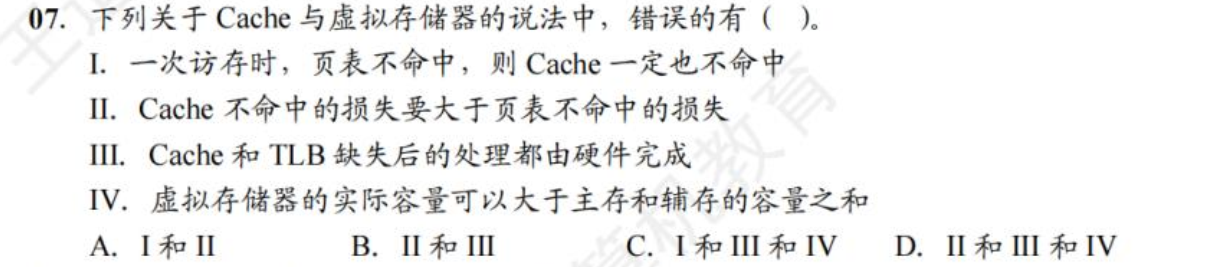 07. 下列关于 Cache 与虚拟存储器的说法中，错误的有（ ）。
I. 一次访存时，页表不命中，则 Cache 一定也不命中
II. Cache 不命中的损失要大于页表不命中的损失
III. Cache 和 TLB 缺失后的处理都由硬件完成
IV. 虚拟存储器的实际容量可以大于主存和辅存的容量之和
A. I 和 II B. II 和 III C. I 和 III 和 IV D. II 和 III 和 IV